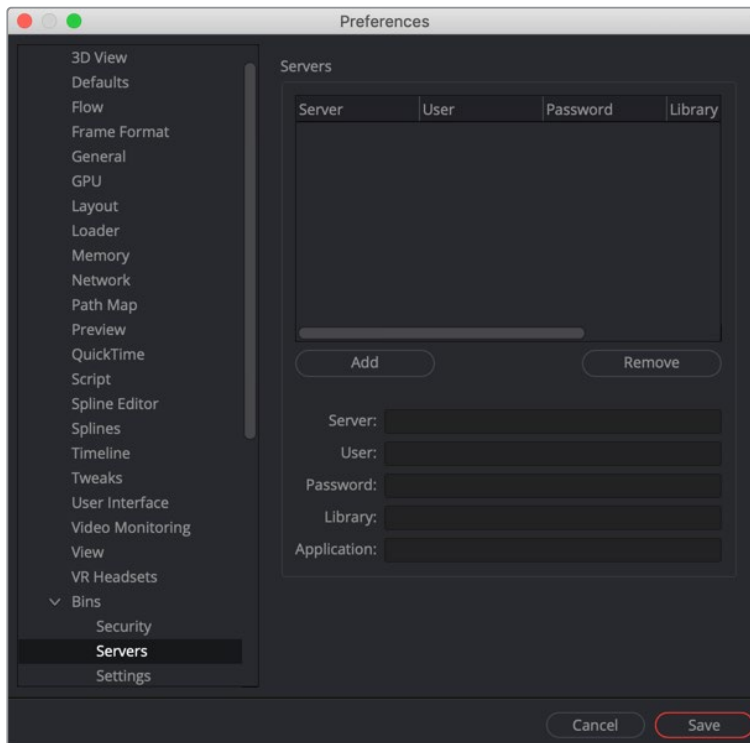 Preferences
3D View
Defaults
Flow
Frame Format
General
GPU
Layout
Loader
Memory
Network
Path Map
Preview
QuickTime
Script
Spline Editor
Splines
Timeline
Tweaks
User Interface
Video Monitoring
View
VR Headsets
Bins
Security
Servers
Settings
Servers
Server User Password Library
Add Remove
Server:
User:
Password:
Library:
Application:
Cancel Save